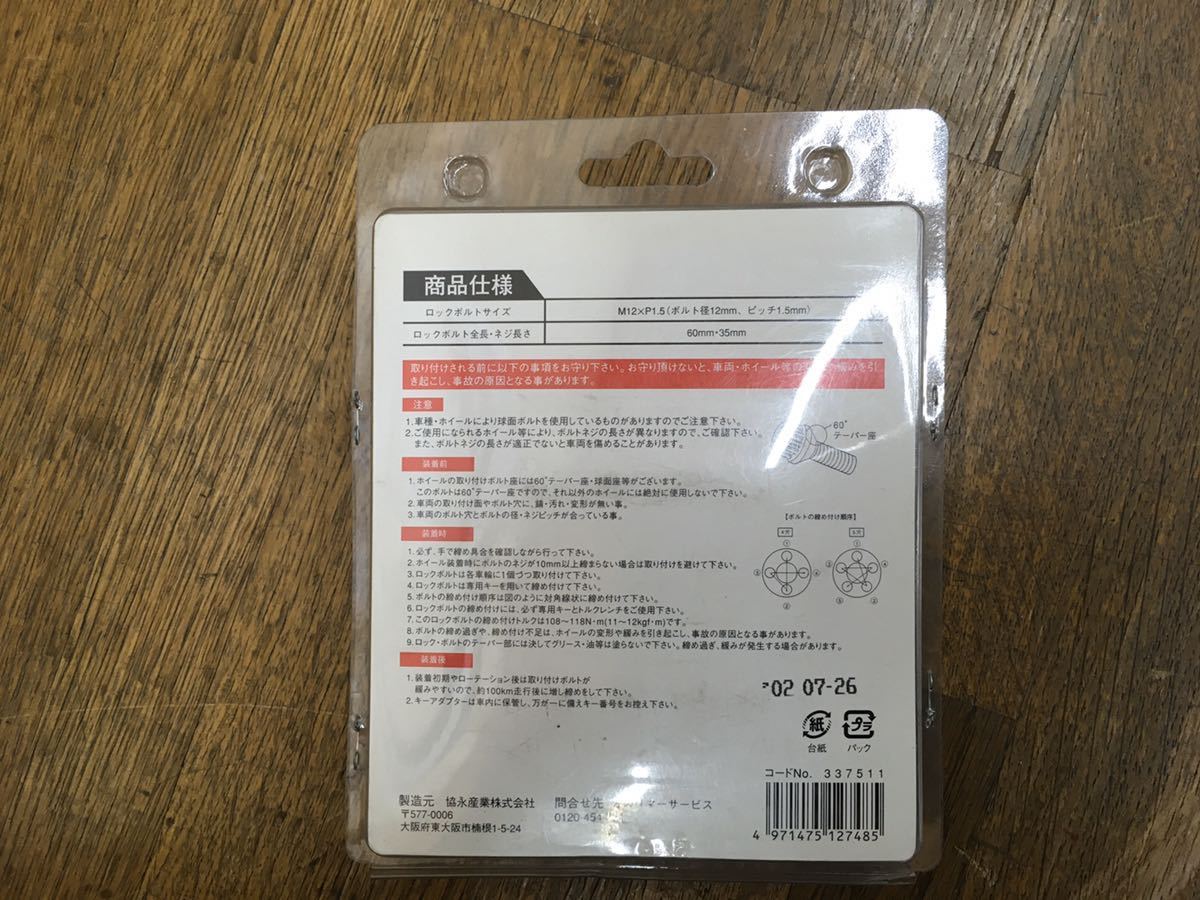 商品仕様
ロックボルトサイズ M12×P1.5(ボルト径12mm、ピッチ1.5mm)
ロックボルト全長・ネジ長さ 60mm・35mm
取り付けされる前に以下の事項をお守り下さい。お守り頂けないと、車両・ホイール等の みを引
き起こし、事故の原因となる事があります。
注意
1.車種・ホイールにより球面ボルトを使用しているものがありますのでご注意下さい。
2.ご使用になられるホイール等により、ボルトネジの長さが異なりますので、ご確認下さい。
また、ボルトネジの長さが適正でないと車両を傷めることがあります。
60°
テーパー座
装着前
1.ホイールの取り付けボルト座には60°テーパー座・球面座等がございます。
このボルトは60°テーパー座ですので、それ以外のホイールには絶対に使用しないで下さい。
2.車両の取り付け面やボルト穴に、錆・汚れ・変形が無い事。
3.車両のボルト穴とボルトの径・ネジピッチが合っている事。
装着時
1.必ず、手で締め具合を確認しながら行って下さい。
2.ホイール装着時にボルトのネジが10mm以上締まらない場合は取り付けを避けて下さい。
3.ロックボルトは各車輪に1個づつ取り付けて下さい。
4.ロックボルトは専用キーを用いて締め付けて下さい。
5.ボルトの締め付け順序は図のように対角線状に締め付けて下さい。
6.ロックボルトの締め付けには、必ず専用キーとトルクレンチをご使用下さい。
7.このロックボルトの締め付けトルクは108〜118N・m(11〜12kgf・m)です。
8.ボルトの締め過ぎや、締め付け不足は、ホイールの変形や緩みを引き起こし、事故の原因となる事があります。
9.ロック・ボルトのテーパー部には決してグリース・油等は塗らないで下さい。締め過ぎ、緩みが発生する場合があります。
【ボルトの締め付け順序】
4穴 5穴
① ②
③ ④
① ② ③ ④ ⑤
装着後
1.装着初期やローテーション後は取り付けボルトが
緩みやすいので、約100km走行後に増し締めをして下さい。
2.キーアダプターは車内に保管し、万が一に備えキー番号をお控え下さい。
02 07-26
紙 プラ
台紙 パック
コードNo. 337511
4 971475 127485
製造元 協永産業株式会社
〒577-0006
大阪府東大阪市楠根1-5-24
問合せ先 マーサービス
0120 451